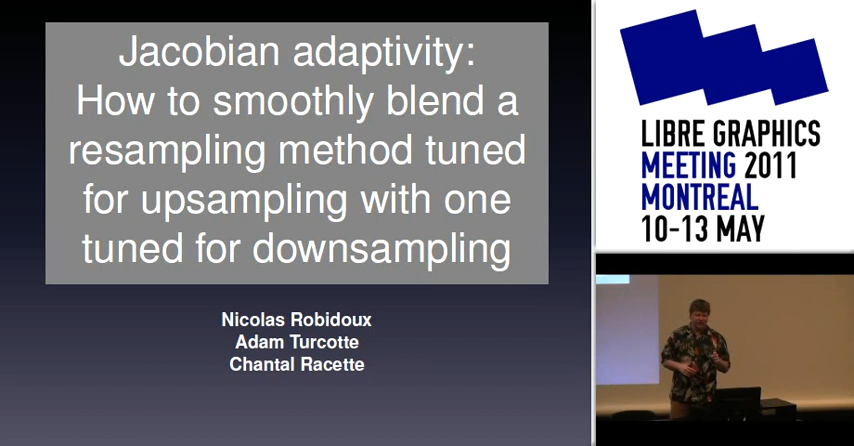 Jacobian adaptivity:
How to smoothly blend a
resampling method tuned
for upsampling with one
tuned for downsampling
Nicolas Robidoux
Adam Turcotte
Chantal Racette
LIBRE GRAPHICS
MEETING 2011
MONTREAL
10-13 MAY